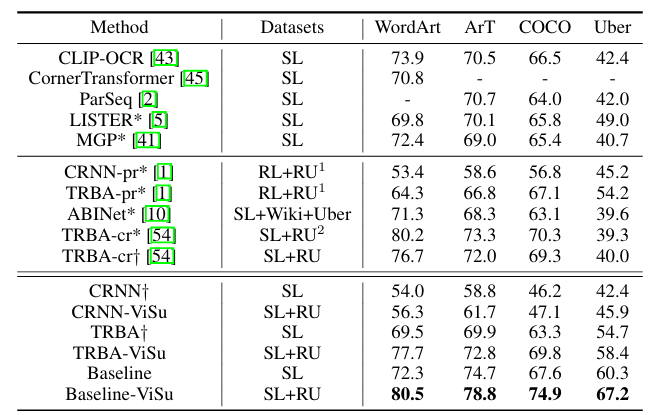 Method Datasets WordArt ArT COCO Uber
CLIP-OCR [43] SL 73.9 70.5 66.5 42.4
CornerTransformer [45] SL 70.8 - - -
ParSeq [2] SL - 70.7 64.0 42.0
LISTER* [5] SL 69.8 70.1 65.8 49.0
MGP* [41] SL 72.4 69.0 65.4 40.7
CRNN-pr* [1] RL+RU¹ 53.4 58.6 56.8 45.2
TRBA-pr* [1] RL+RU¹ 64.3 66.8 67.1 54.2
ABINet* [10] SL+Wiki+Uber 71.3 68.3 63.1 39.6
TRBA-cr* [54] SL+RU² 80.2 73.3 70.3 39.3
TRBA-cr† [54] SL+RU 76.7 72.0 69.3 40.0
CRNN† SL 54.0 58.8 46.2 42.4
CRNN-ViSu SL+RU 56.3 61.7 47.1 45.9
TRBA† SL 69.5 69.9 63.3 54.7
TRBA-ViSu SL+RU 77.7 72.8 69.8 58.4
Baseline SL 72.3 74.7 67.6 60.3
Baseline-ViSu SL+RU 80.5 78.8 74.9 67.2